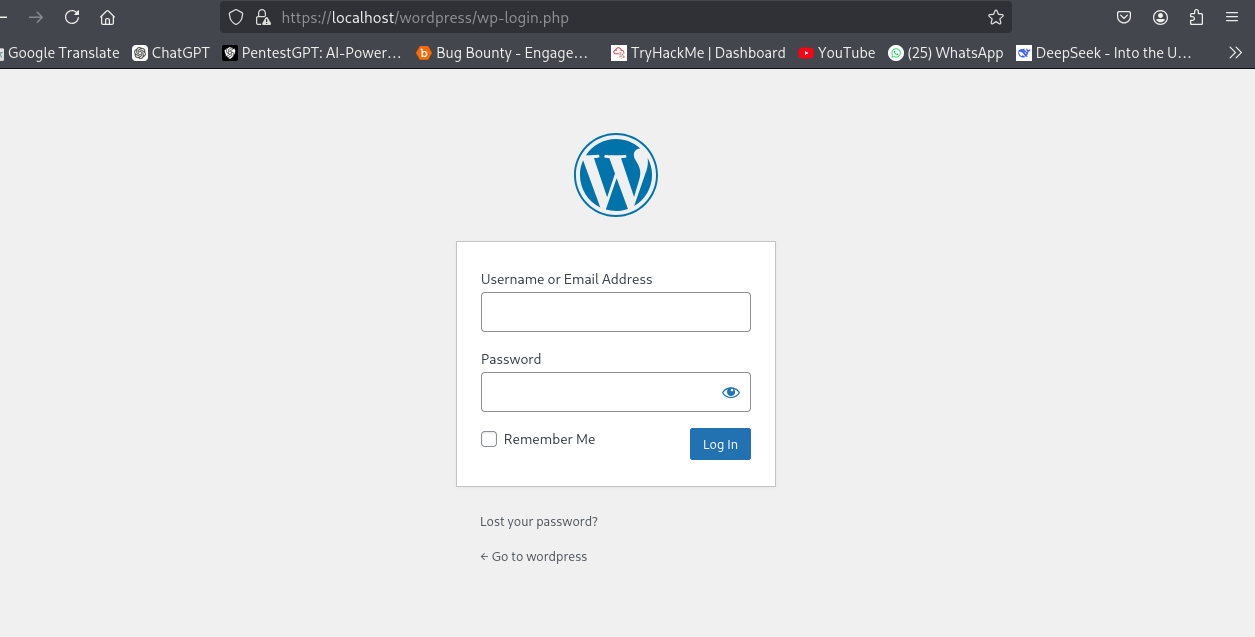 https://localhost/wordpress/wp-login.php
Google Translate ChatGPT PentestGPT: AI-Power… Bug Bounty - Engage… TryHackMe | Dashboard YouTube (25) WhatsApp DeepSeek - Into the U…
Username or Email Address
Password
Remember Me Log In
Lost your password?
← Go to wordpress